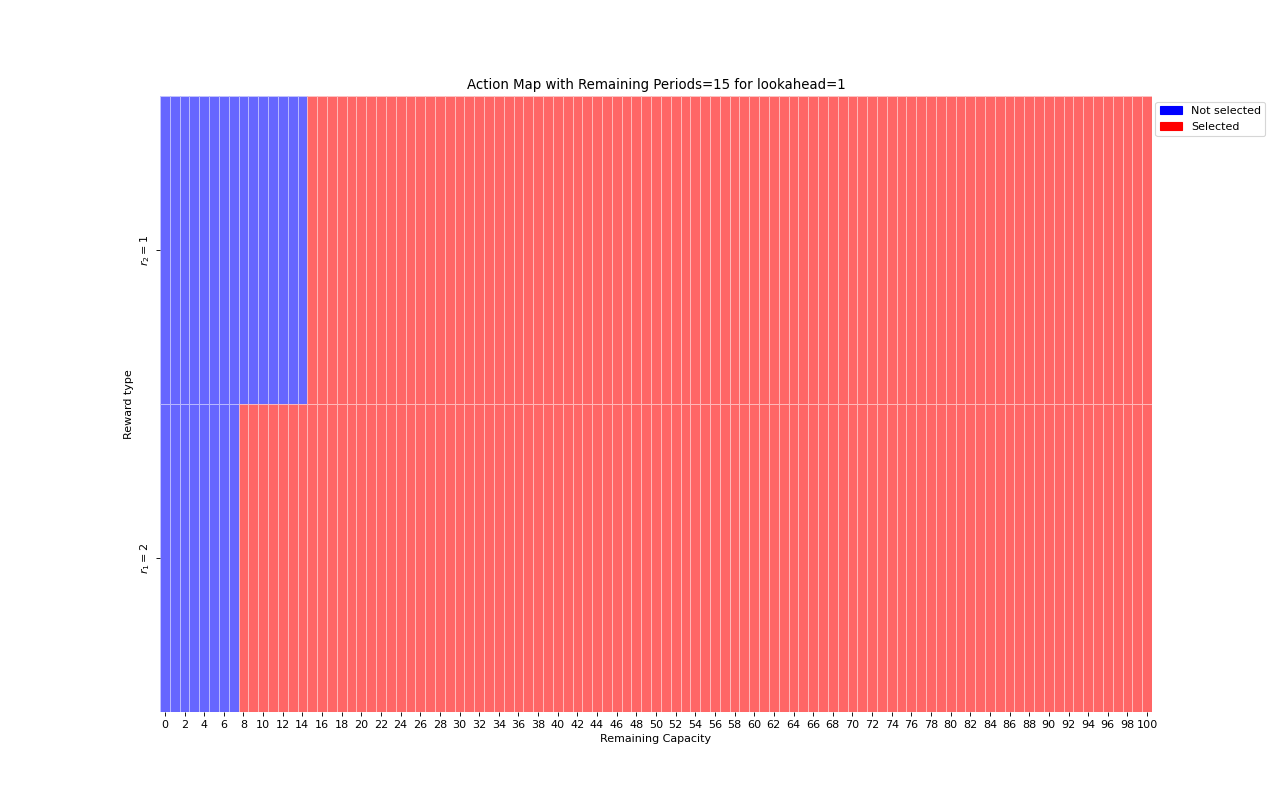 Action Map with Remaining Periods=15 for lookahead=1
Not selected
Selected
r₂ = 1
Reward type
r₁ = 2
0 2 4 6 8 10 12 14 16 18 20 22 24 26 28 30 32 34 36 38 40 42 44 46 48 50 52 54 56 58 60 62 64 66 68 70 72 74 76 78 80 82 84 86 88 90 92 94 96 98 100
Remaining Capacity